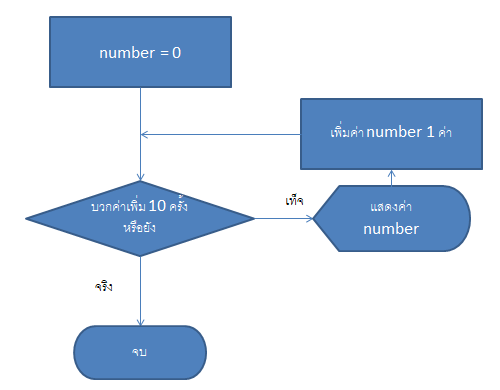 number = 0
เพิ่มค่า number 1 ค่า
บวกค่าเพิ่ม 10 ครั้ง
หรือยัง
เท็จ
แสดงค่า
number
จริง
จบ